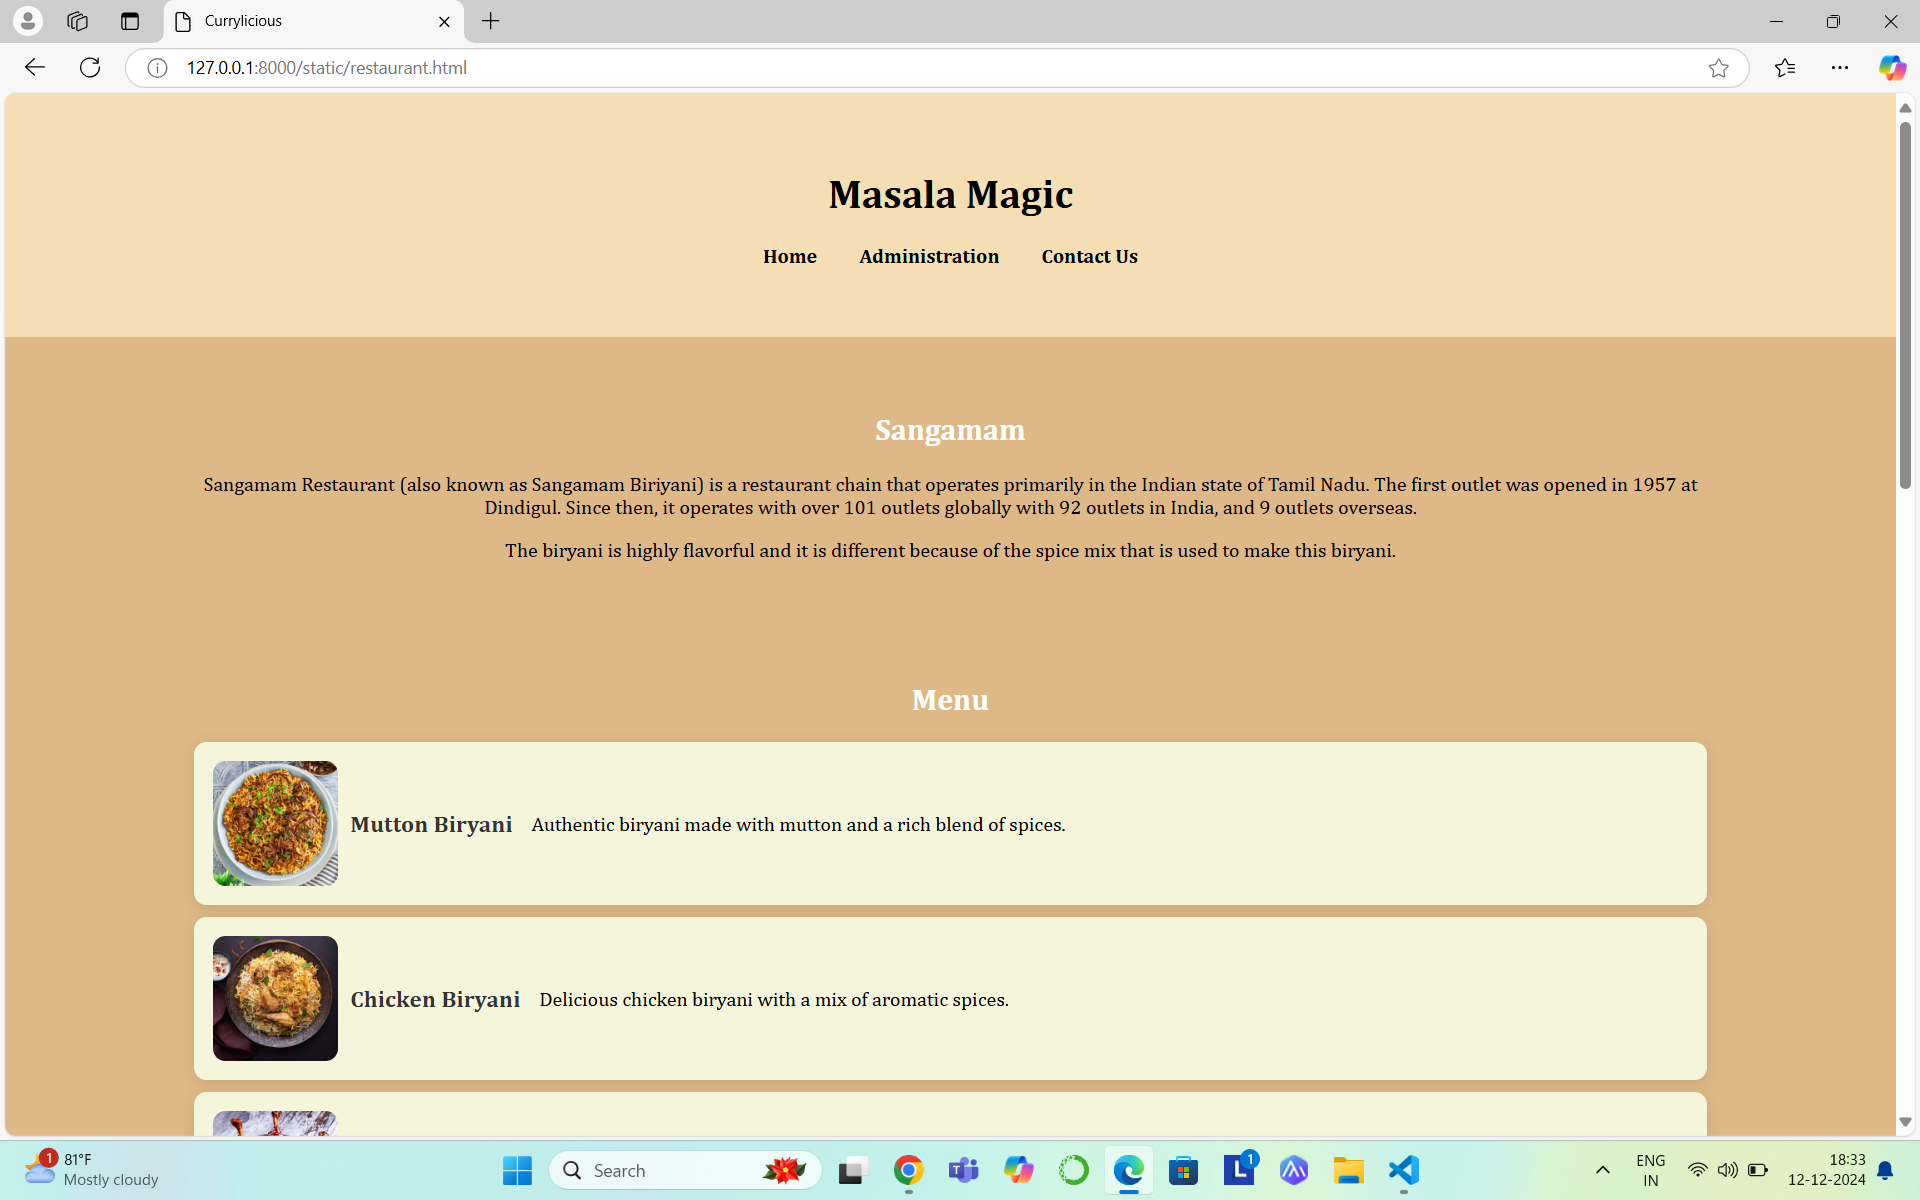 Currylicious
127.0.0.1:8000/static/restaurant.html
Masala Magic
Home Administration Contact Us
Sangamam
Sangamam Restaurant (also known as Sangamam Biriyani) is a restaurant chain that operates primarily in the Indian state of Tamil Nadu. The first outlet was opened in 1957 at
Dindigul. Since then, it operates with over 101 outlets globally with 92 outlets in India, and 9 outlets overseas.
The biryani is highly flavorful and it is different because of the spice mix that is used to make this biryani.
Menu
Mutton Biryani Authentic biryani made with mutton and a rich blend of spices.
Chicken Biryani Delicious chicken biryani with a mix of aromatic spices.
1
81°F
Mostly cloudy
Search
1
ENG
IN
18:33
12-12-2024